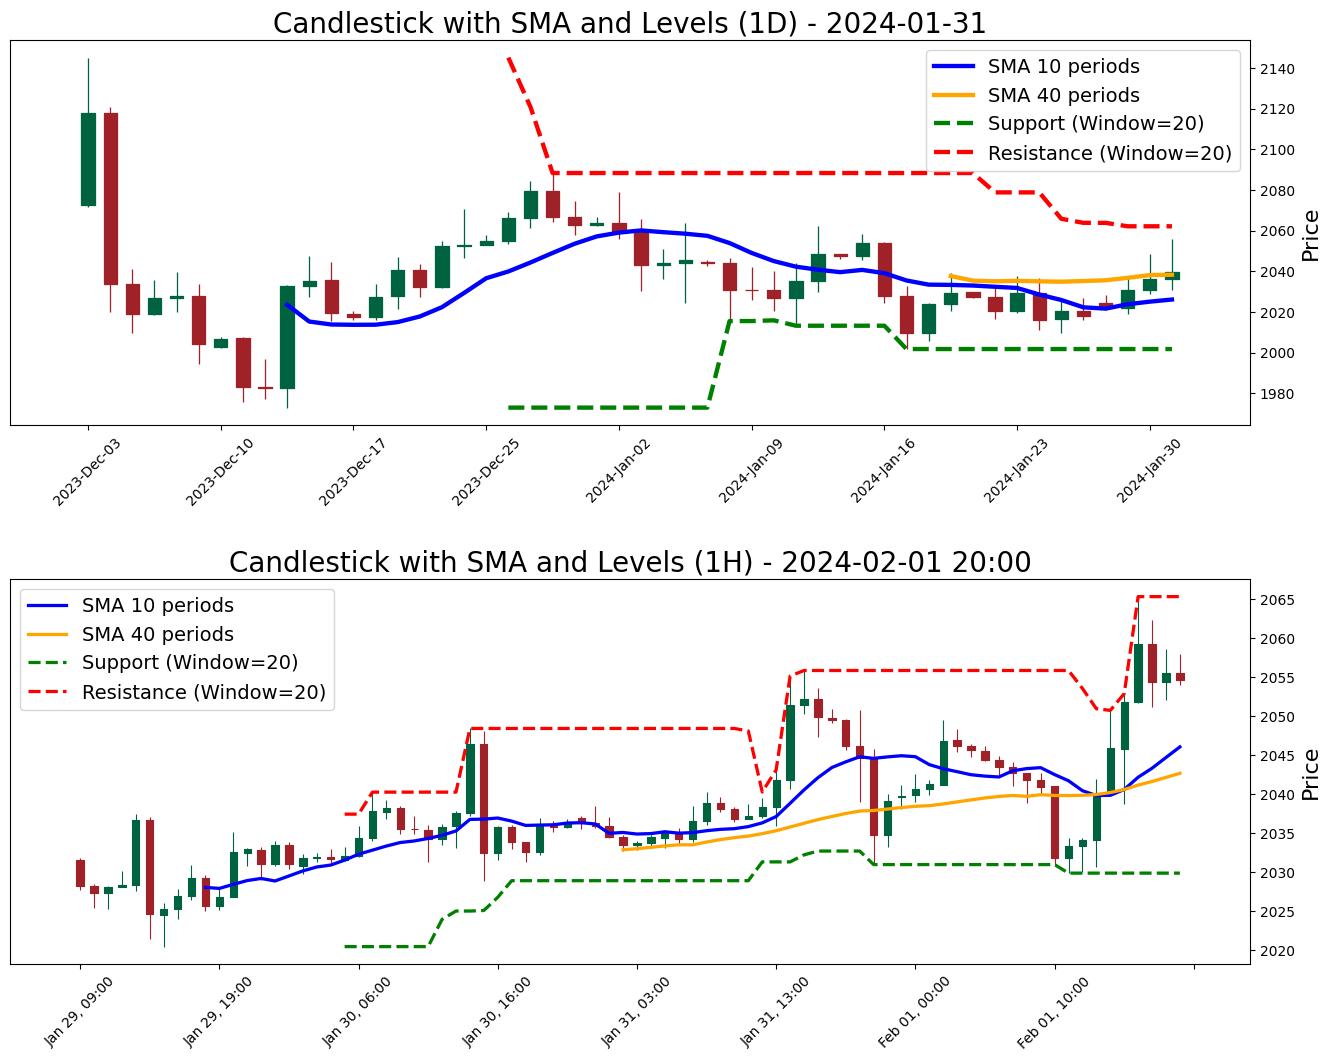 Candlestick with SMA and Levels (1D) - 2024-01-31
SMA 10 periods
SMA 40 periods
Support (Window=20)
Resistance (Window=20)
2140
2120
2100
2080
2060
2040
2020
2000
1980
Price
2023-Dec-03
2023-Dec-10
2023-Dec-17
2023-Dec-25
2024-Jan-02
2024-Jan-09
2024-Jan-16
2024-Jan-23
2024-Jan-30
Candlestick with SMA and Levels (1H) - 2024-02-01 20:00
SMA 10 periods
SMA 40 periods
Support (Window=20)
Resistance (Window=20)
2065
2060
2055
2050
2045
2040
2035
2030
2025
2020
Price
Jan 29, 09:00
Jan 29, 19:00
Jan 30, 06:00
Jan 30, 16:00
Jan 31, 03:00
Jan 31, 13:00
Feb 01, 00:00
Feb 01, 10:00